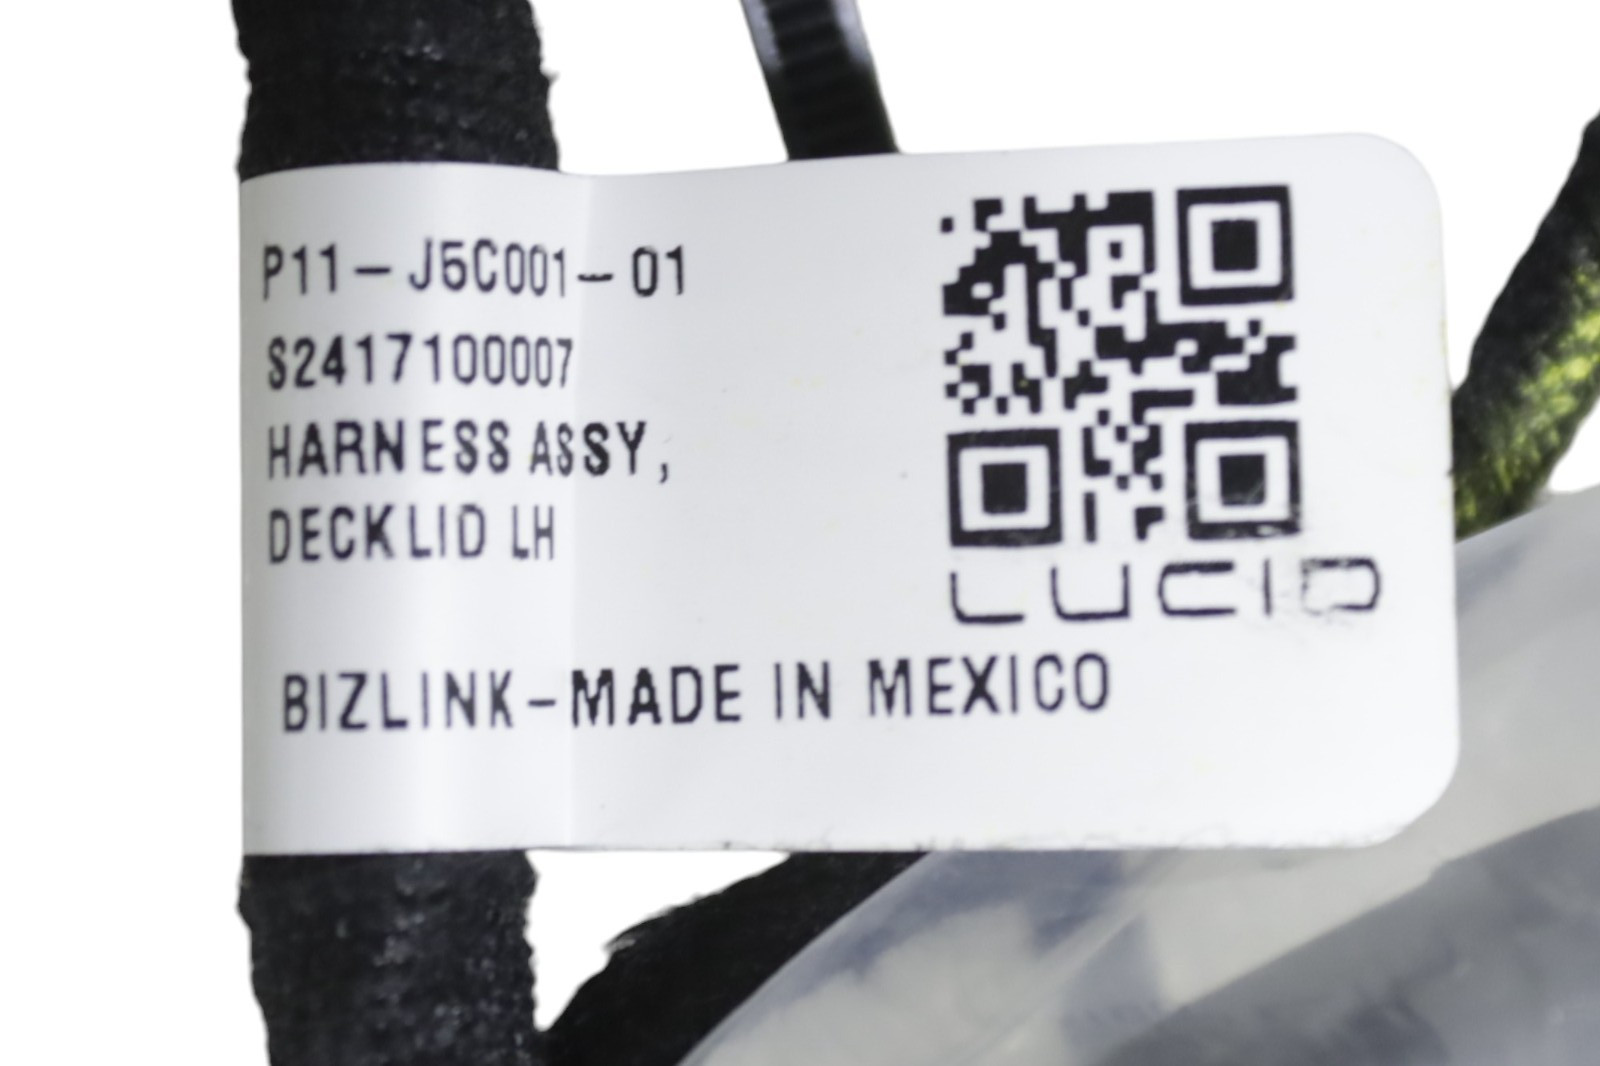 P11-J5C001-01
S2417100007
HARNESS ASSY,
DECKLID LH
LUCID
BIZLINK-MADE IN MEXICO